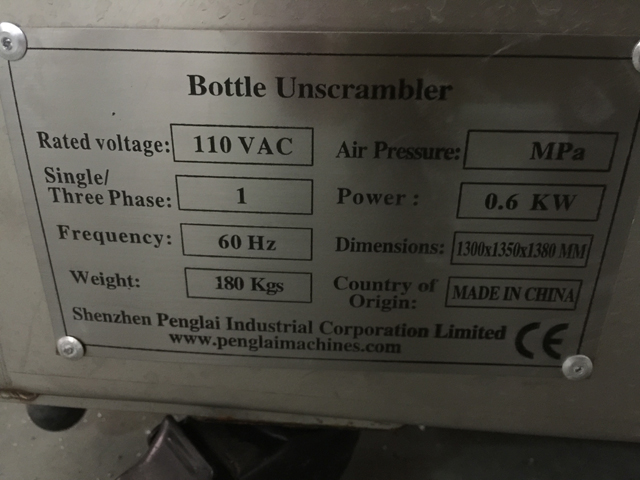 Bottle Unscrambler
Rated voltage: 110 VAC Air Pressure: MPa
Single/
Three Phase: 1 Power : 0.6 KW
Frequency: 60 Hz Dimensions: 1300x1350x1380 MM
Weight: 180 Kgs Country of
Origin: MADE IN CHINA
Shenzhen Penglai Industrial Corporation Limited
www.penglaimachines.com CE